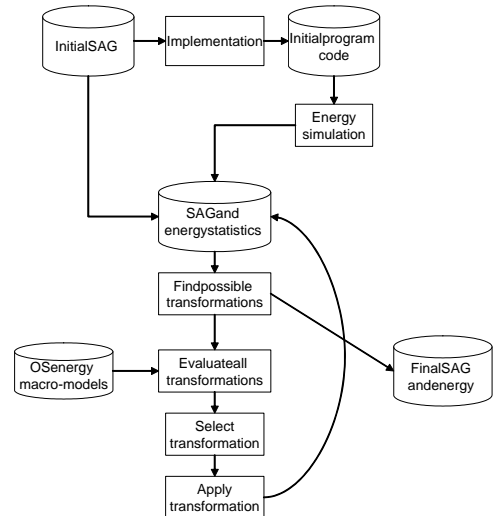 InitialSAG
Implementation
Initialprogram
code
Energy
simulation
SAGand
energystatistics
Findpossible
transformations
OSenergy
macro-models
Evaluateall
transformations
FinalSAG
andenergy
Select
transformation
Apply
transformation